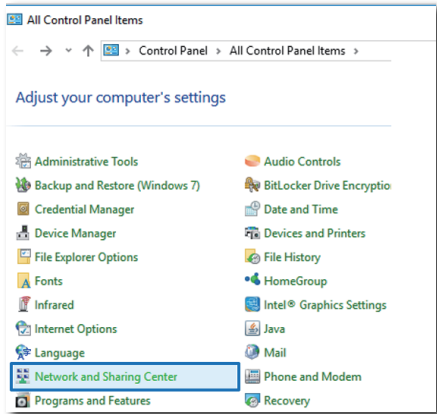 All Control Panel Items
Control Panel > All Control Panel Items >
Adjust your computer's settings
Administrative Tools
Audio Controls
Backup and Restore (Windows 7)
BitLocker Drive Encryptio
Credential Manager
Date and Time
Device Manager
Devices and Printers
File Explorer Options
File History
Fonts
HomeGroup
Infrared
Intel® Graphics Settings
Internet Options
Java
Language
Mail
Network and Sharing Center
Phone and Modem
Programs and Features
Recovery